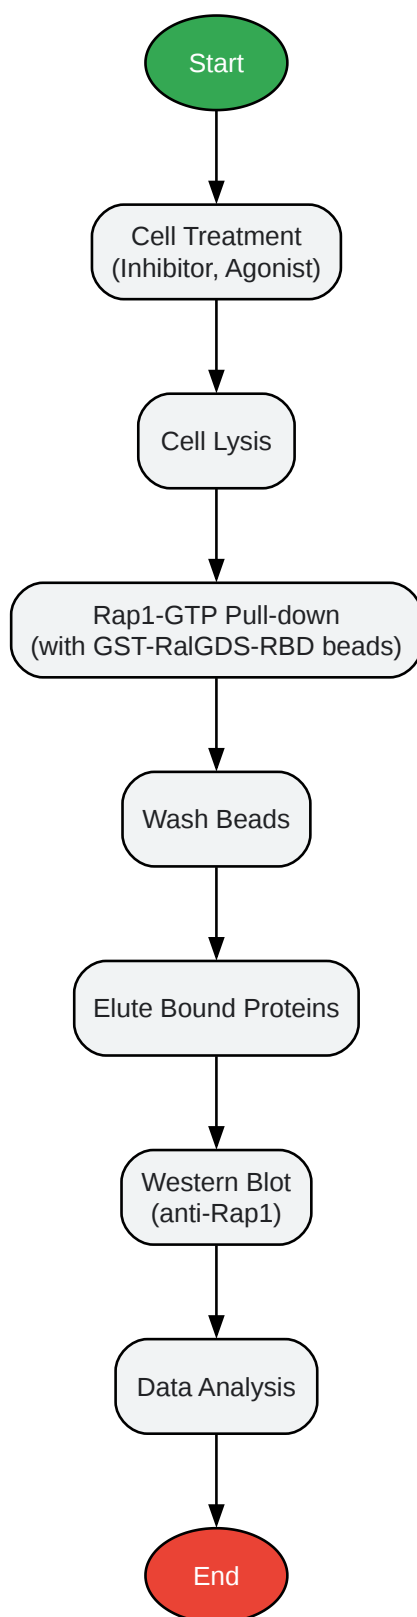 Start
Cell Treatment
(Inhibitor, Agonist)
Cell Lysis
Rap1-GTP Pull-down
(with GST-RalGDS-RBD beads)
Wash Beads
Elute Bound Proteins
Western Blot
(anti-Rap1)
Data Analysis
End